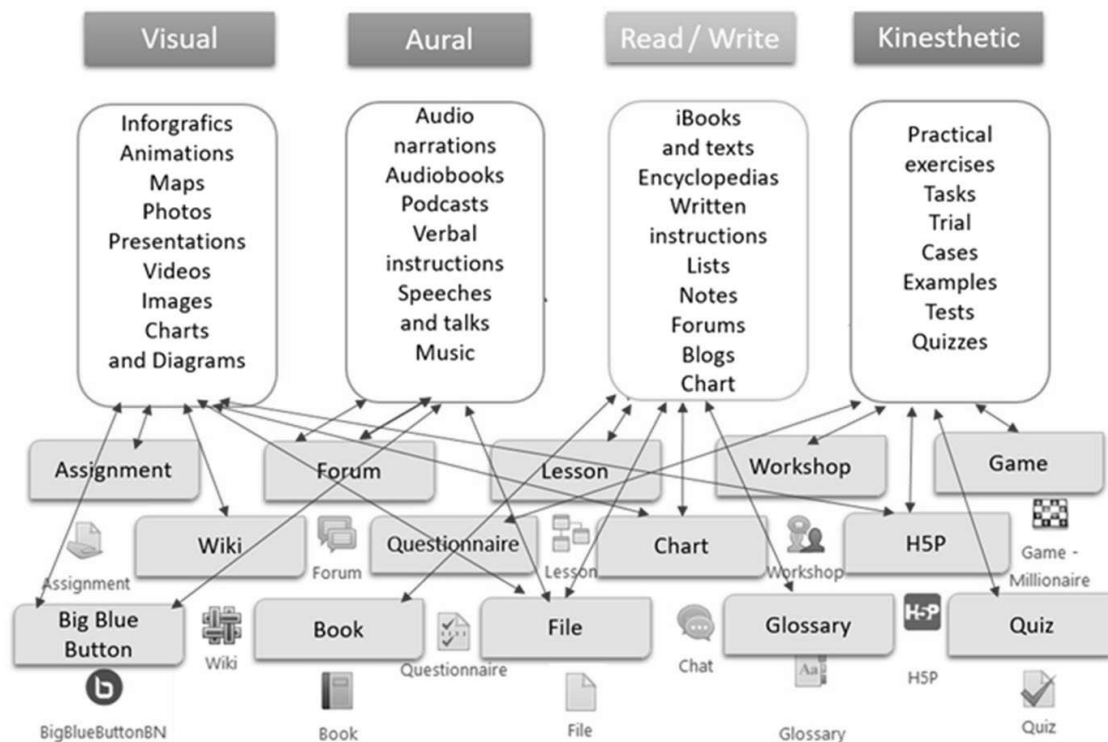 Visual
Aural
Read / Write
Kinesthetic
Inforgrafics
Animations
Maps
Photos
Presentations
Videos
Images
Charts
and Diagrams
Audio
narrations
Audiobooks
Podcasts
Verbal
instructions
Speeches
and talks
Music
iBooks
and texts
Encyclopedias
Written
instructions
Lists
Notes
Forums
Blogs
Chart
Practical
exercises
Tasks
Trial
Cases
Examples
Tests
Quizzes
Assignment
Forum
Lesson
Workshop
Game
Wiki
Questionnaire
Chart
H5P
Assignment
Forum
Lesson
Workshop
Game -
Millionaire
Big Blue
Button
Book
File
Glossary
Quiz
Wiki
Questionnaire
Chat
H5P
H5P
Aa
b
BigBlueButtonBN
Book
File
Glossary
Quiz